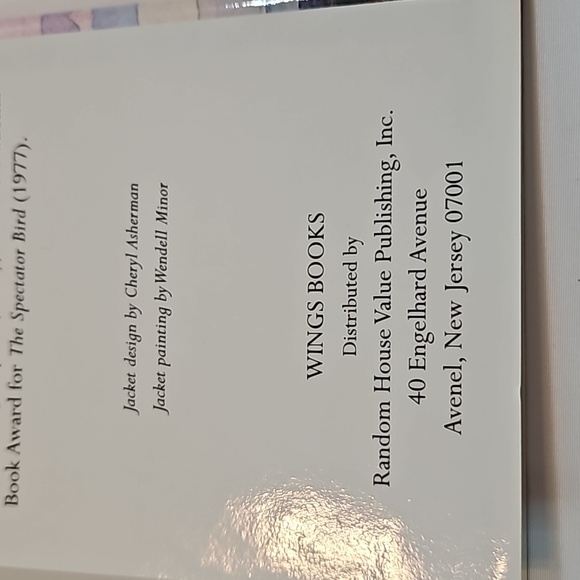 Book Award for The Spectator Bird (1977).
Jacket design by Cheryl Asherman
Jacket painting by Wendell Minor
WINGS BOOKS
Distributed by
Random House Value Publishing, Inc.
40 Engelhard Avenue
Avenel, New Jersey 07001